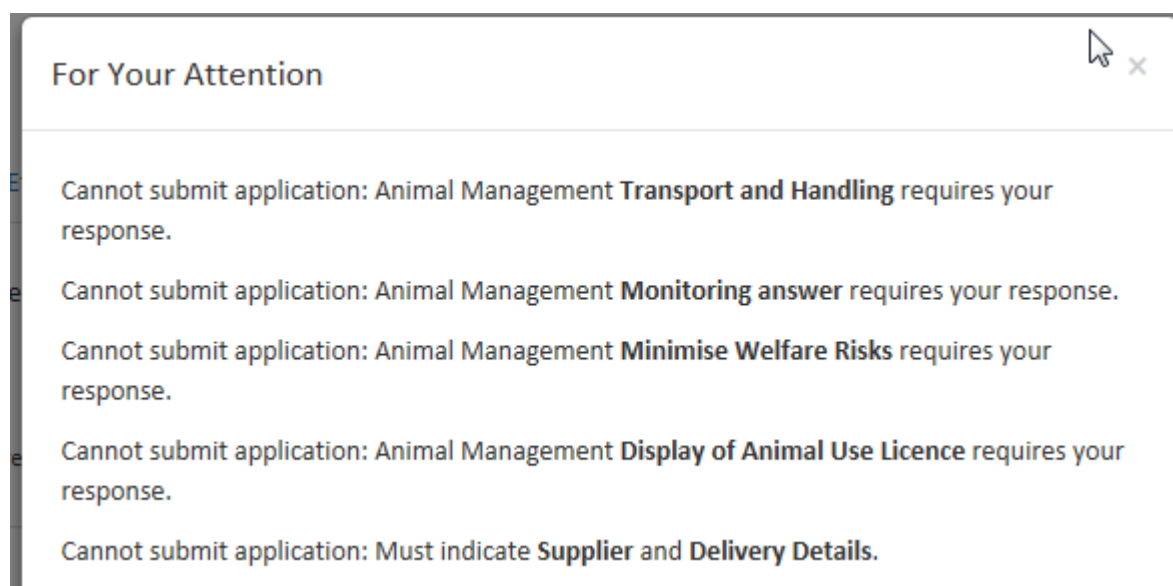 For Your Attention
Cannot submit application: Animal Management Transport and Handling requires your
response.
Cannot submit application: Animal Management Monitoring answer requires your response.
Cannot submit application: Animal Management Minimise Welfare Risks requires your
response.
Cannot submit application: Animal Management Display of Animal Use Licence requires your
response.
Cannot submit application: Must indicate Supplier and Delivery Details.